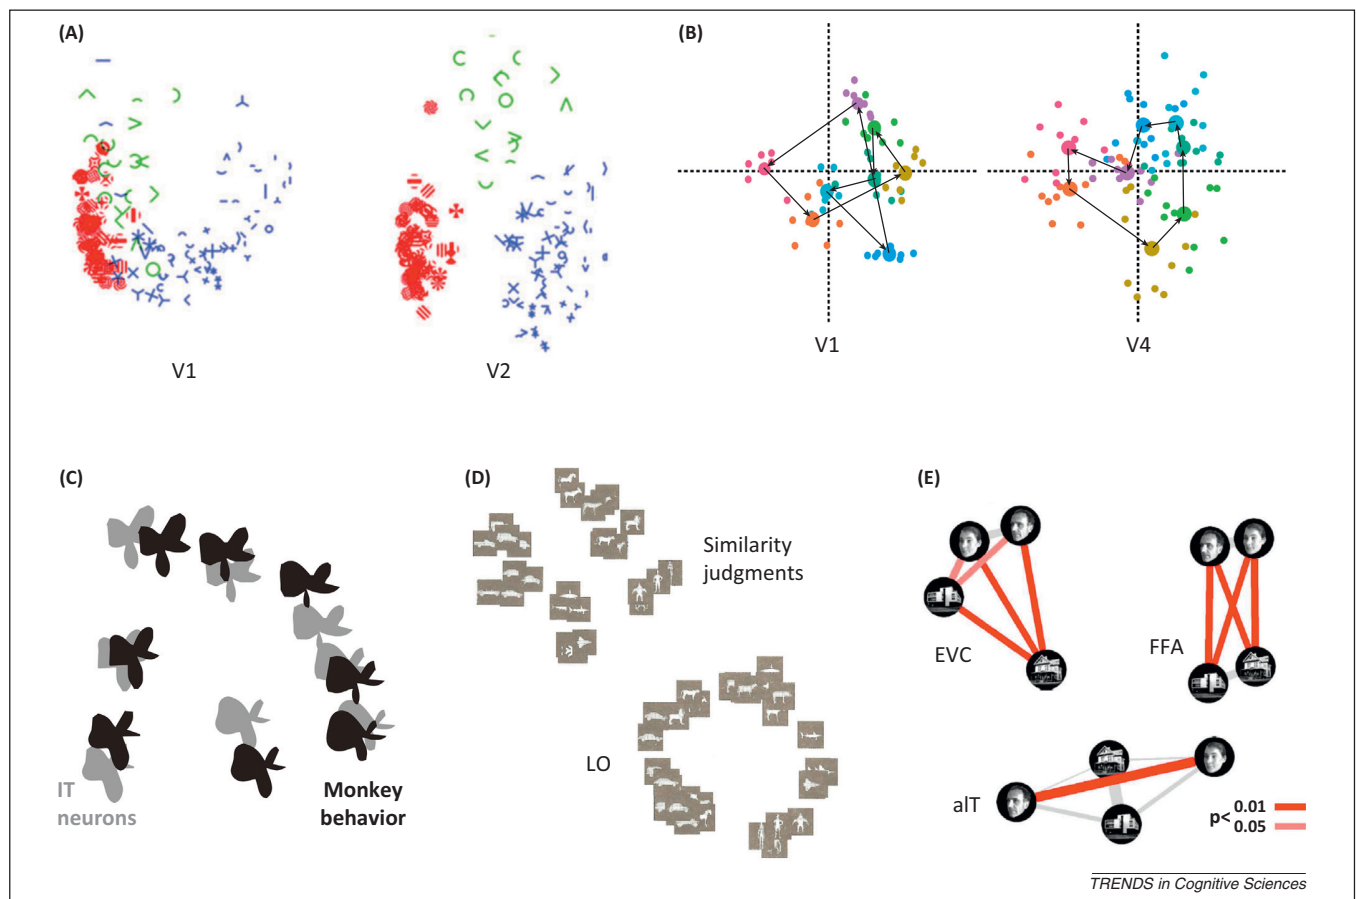 (A)
(B)
V1
V2
V1
V4
(C)
(D)
(E)
Similarity
judgments
EVC
FFA
LO
IT
neurons
Monkey
behavior
aIT
p<
0.01
0.05
TRENDS in Cognitive Sciences